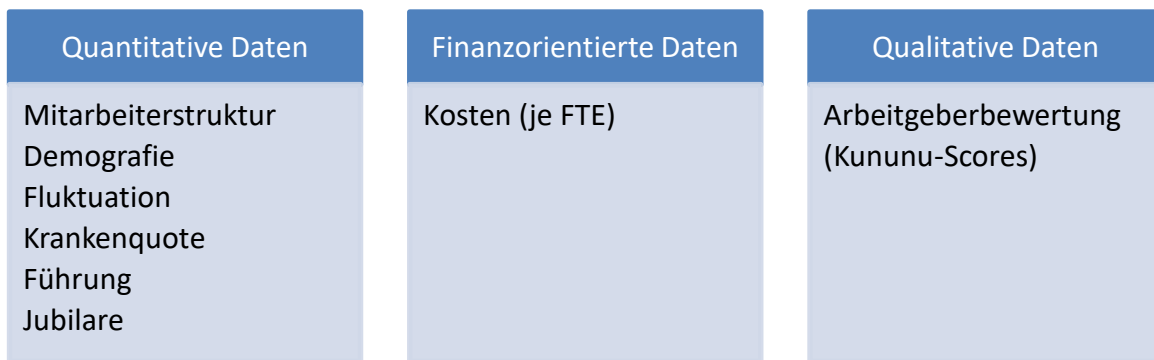 Quantitative Daten
Mitarbeiterstruktur
Demografie
Fluktuation
Krankenquote
Führung
Jubilare
Finanzorientierte Daten
Kosten (je FTE)
Qualitative Daten
Arbeitgeberbewertung
(Kununu-Scores)